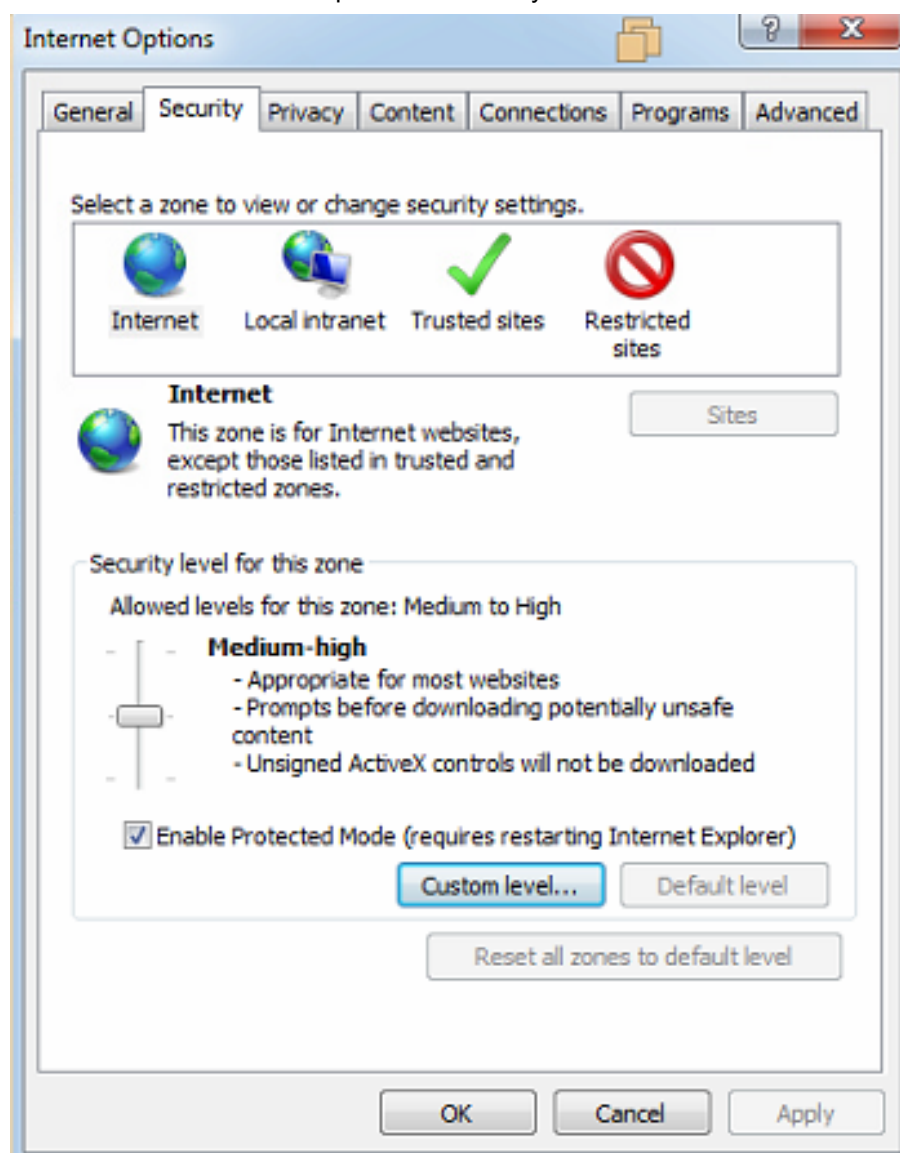 Internet Options
General Security Privacy Content Connections Programs Advanced
Select a zone to view or change security settings.
Internet Local intranet Trusted sites Restricted
sites
Internet
Sites
This zone is for Internet websites,
except those listed in trusted and
restricted zones.
Security level for this zone
Allowed levels for this zone: Medium to High
Medium-high
- Appropriate for most websites
- Prompts before downloading potentially unsafe
content
- Unsigned ActiveX controls will not be downloaded
Enable Protected Mode (requires restarting Internet Explorer)
Custom level... Default level
Reset all zones to default level
OK Cancel Apply